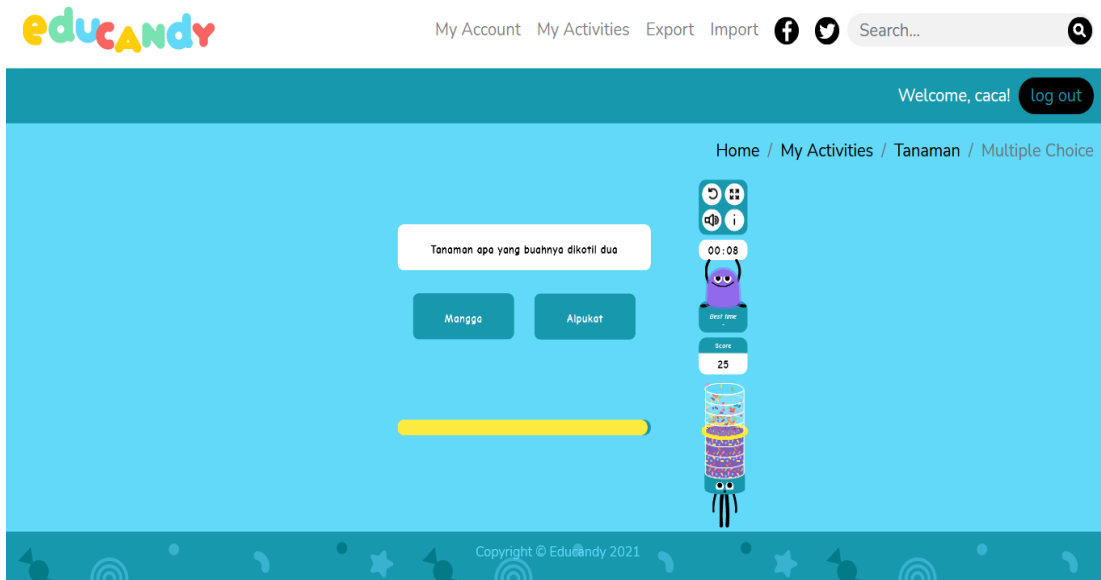 educandy
My Account My Activities Export Import Search...
Welcome, caca! log out
Home / My Activities / Tanaman / Multiple Choice
Tanaman apa yang buahnya dikotil dua
Mangga Alpukat
i
00:08
Best time
-
Score
25
Copyright © Educandy 2021